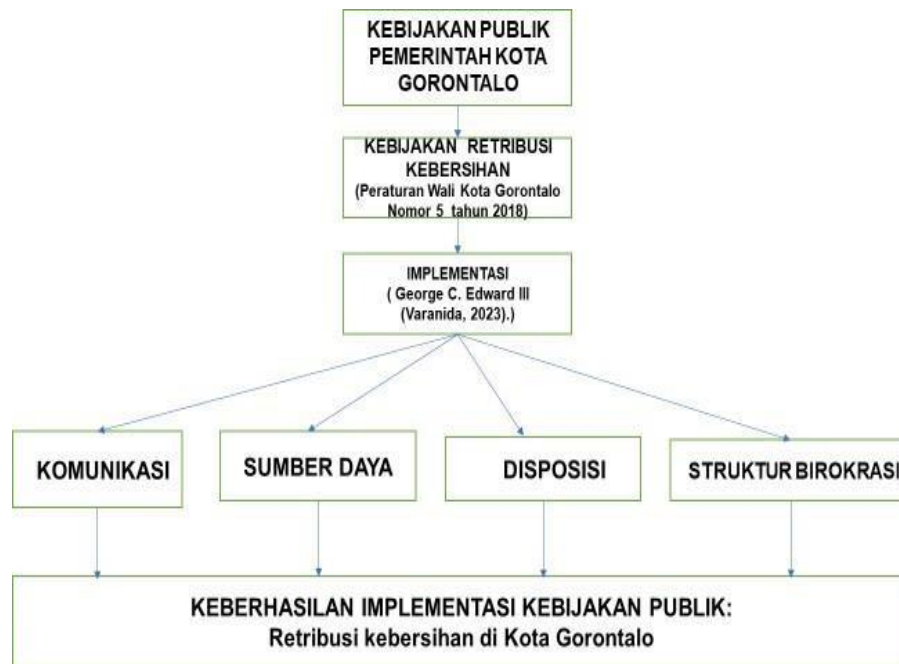 KEBIJAKAN PUBLIK
PEMERINTAH KOTA
GORONTALO
KEBIJAKAN RETRIBUSI
KEBERSIHAN
(Peraturan Wali Kota Gorontalo
Nomor 5 tahun 2018)
IMPLEMENTASI
( George C. Edward III
(Varanida, 2023).)
KOMUNIKASI
SUMBER DAYA
DISPOSISI
STRUKTUR BIROKRASI
KEBERHASILAN IMPLEMENTASI KEBIJAKAN PUBLIK:
Retribusi kebersihan di Kota Gorontalo